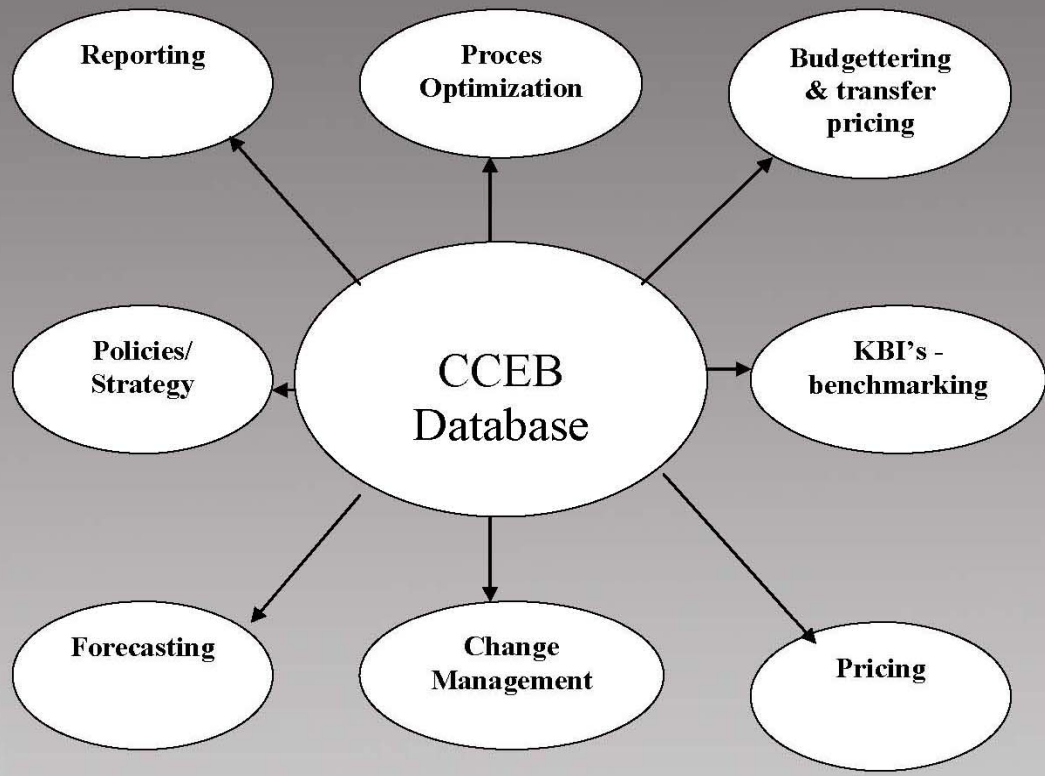 Reporting
Proces
Optimization
Budgettering
& transfer
pricing
Policies/
Strategy
CCEB
Database
KBI's -
benchmarking
Forecasting
Change
Management
Pricing